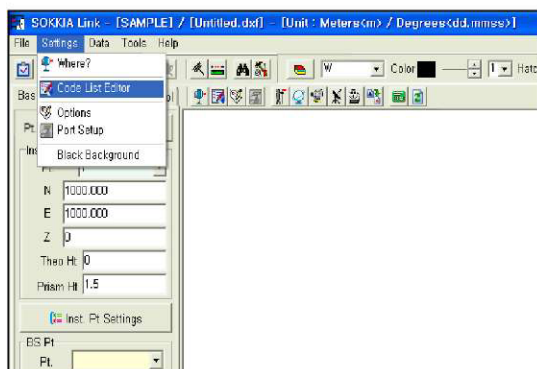 SOKKIA Link - [SAMPLE] / [Untitled.dxf] - [Unit : Meters<m> / Degrees<dd.mmss>]
File Settings Data Tools Help
Where?
Code List Editor
Options
Port Setup
Black Background
W Color 1 Hatc
Bas
Pt.
Ins
N 1000.000
E 1000.000
Z 0
Theo Ht 0
Prism Ht 1.5
Inst. Pt Settings
BS Pt
Pt.